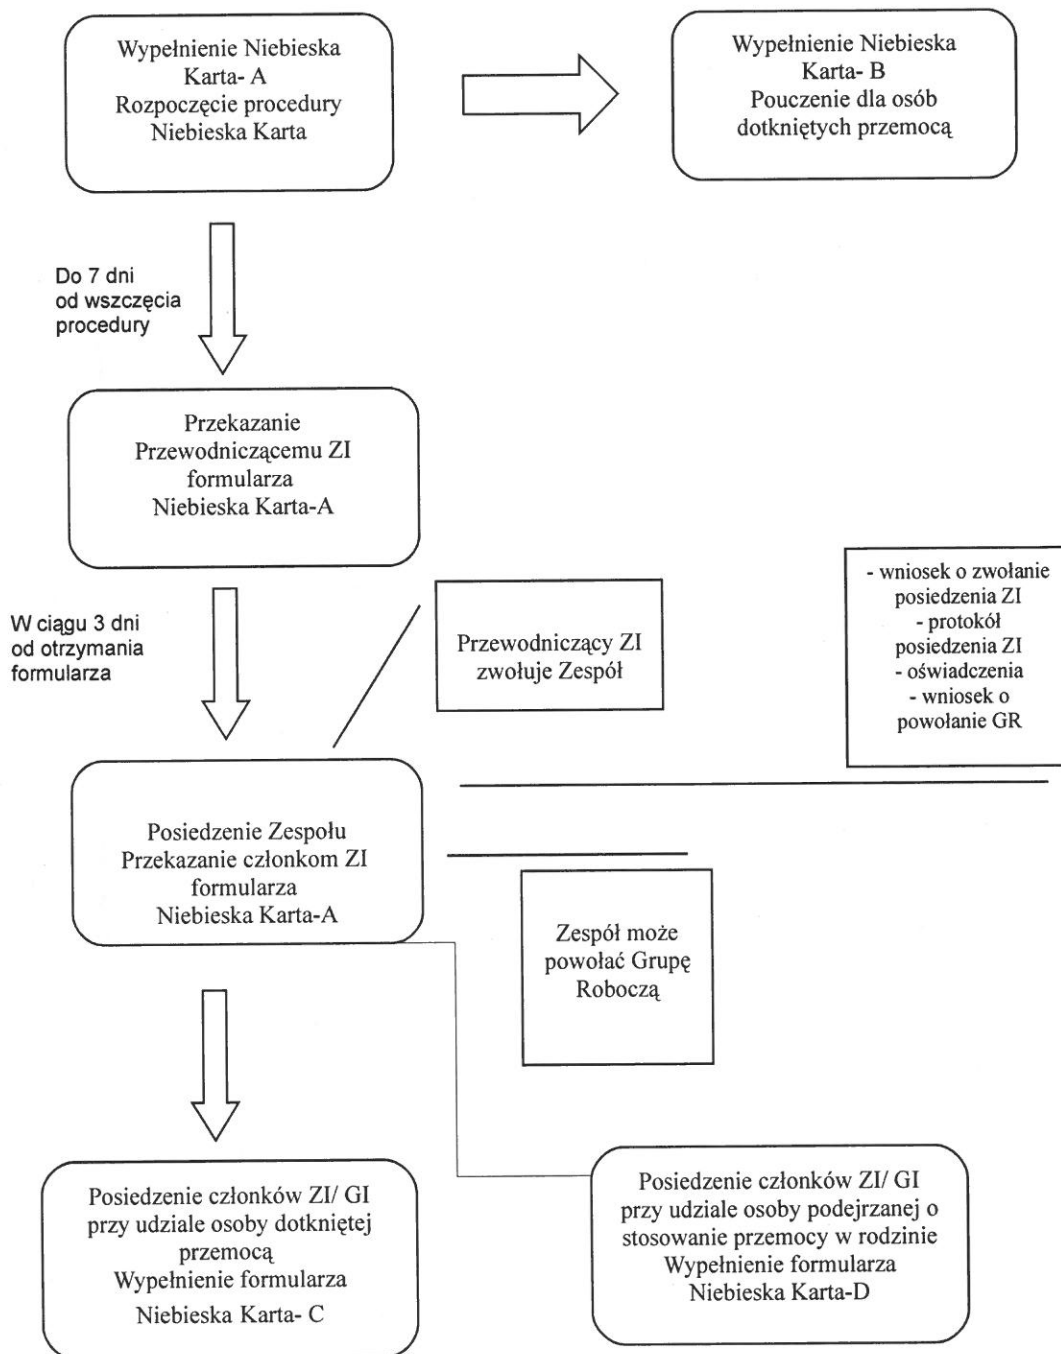 Wypełnienie Niebieska
Karta- A
Rozpoczęcie procedury
Niebieska Karta
Wypełnienie Niebieska
Karta- B
Pouczenie dla osób
dotkniętych przemocą
Do 7 dni
od wszczęcia
procedury
Przekazanie
Przewodniczącemu ZI
formularza
Niebieska Karta-A
W ciągu 3 dni
od otrzymania
formularza
Przewodniczący ZI
zwołuje Zespół
- wniosek o zwołanie
posiedzenia ZI
- protokół
posiedzenia ZI
- oświadczenia
- wniosek o
powołanie GR
Posiedzenie Zespołu
Przekazanie członkom ZI
formularza
Niebieska Karta-A
Zespół może
powołać Grupę
Roboczą
Posiedzenie członków ZI/ GI
przy udziale osoby dotkniętej
przemocą
Wypełnienie formularza
Niebieska Karta- C
Posiedzenie członków ZI/ GI
przy udziale osoby podejrzanej o
stosowanie przemocy w rodzinie
Wypełnienie formularza
Niebieska Karta-D